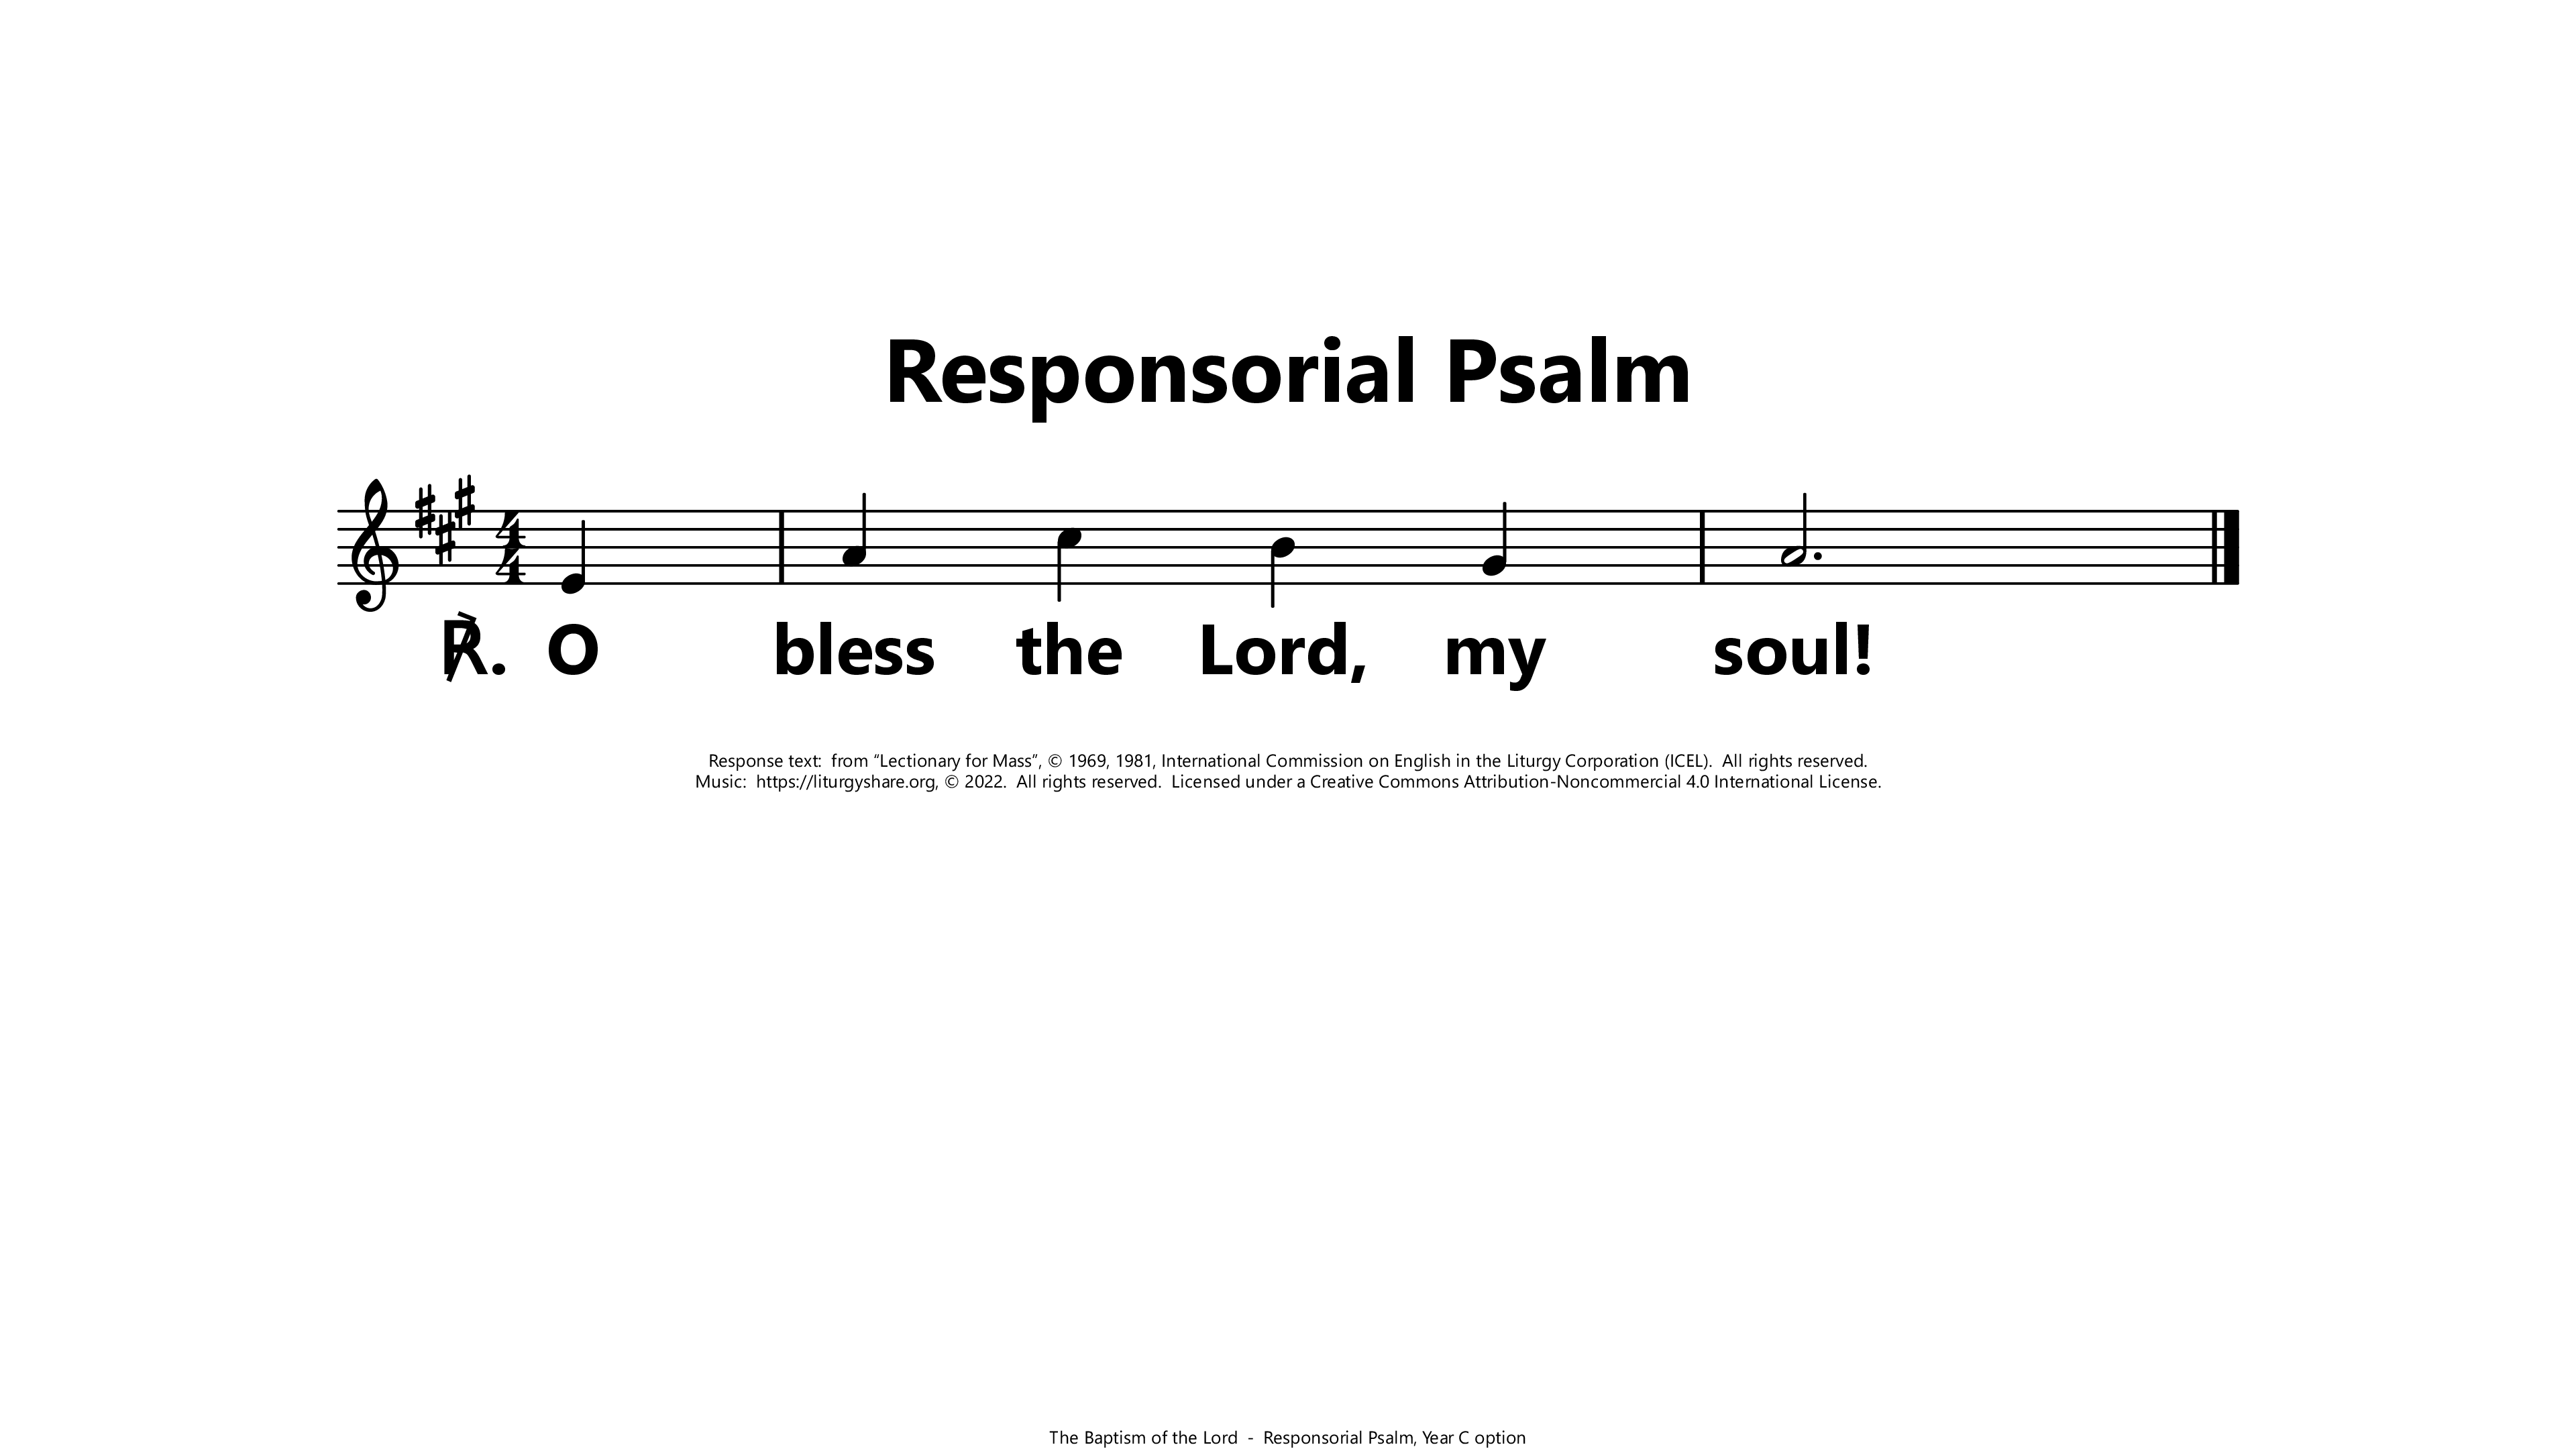 Responsorial Psalm
℟. O bless the Lord, my soul!
Response text: from “Lectionary for Mass”, © 1969, 1981, International Commission on English in the Liturgy Corporation (ICEL). All rights reserved.
Music: https://liturgyshare.org, © 2022. All rights reserved. Licensed under a Creative Commons Attribution-Noncommercial 4.0 International License.
The Baptism of the Lord - Responsorial Psalm, Year C option